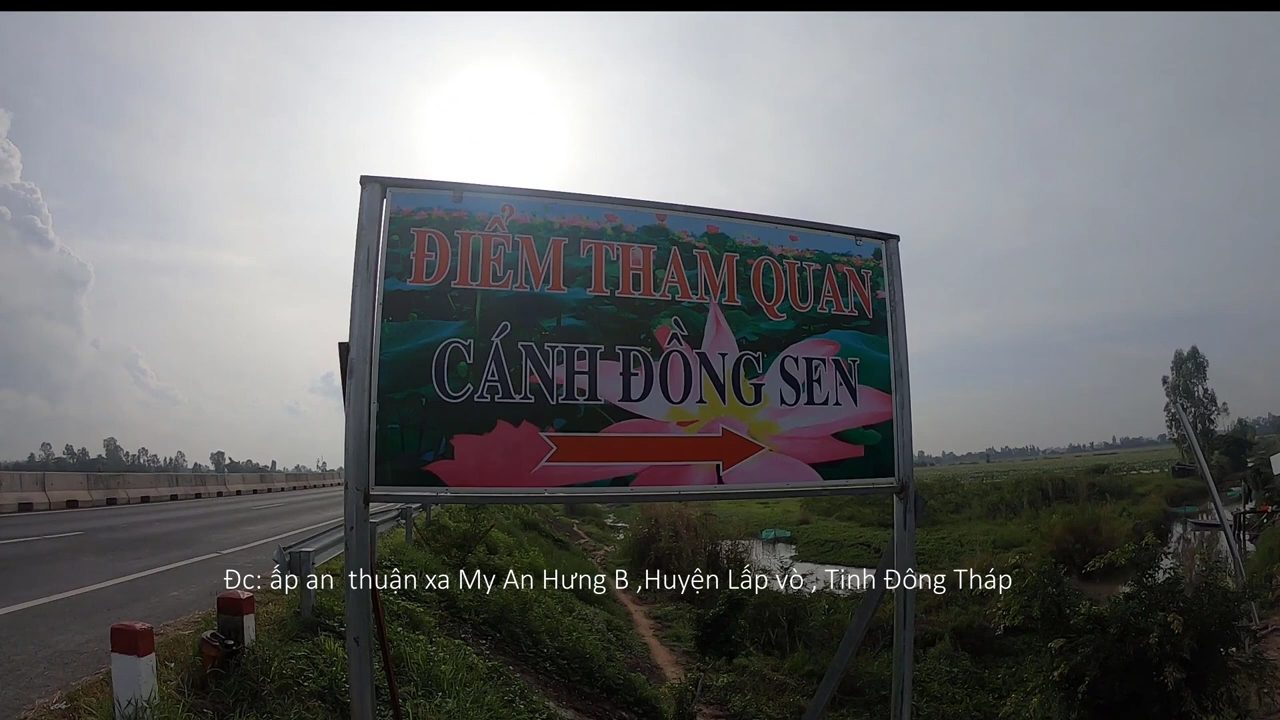 ĐIỂM THAM QUAN
CÁNH ĐỒNG SEN
Đc: ấp an thuận xa My An Hưng B ,Huyện Lấp vò , Tinh Đông Tháp